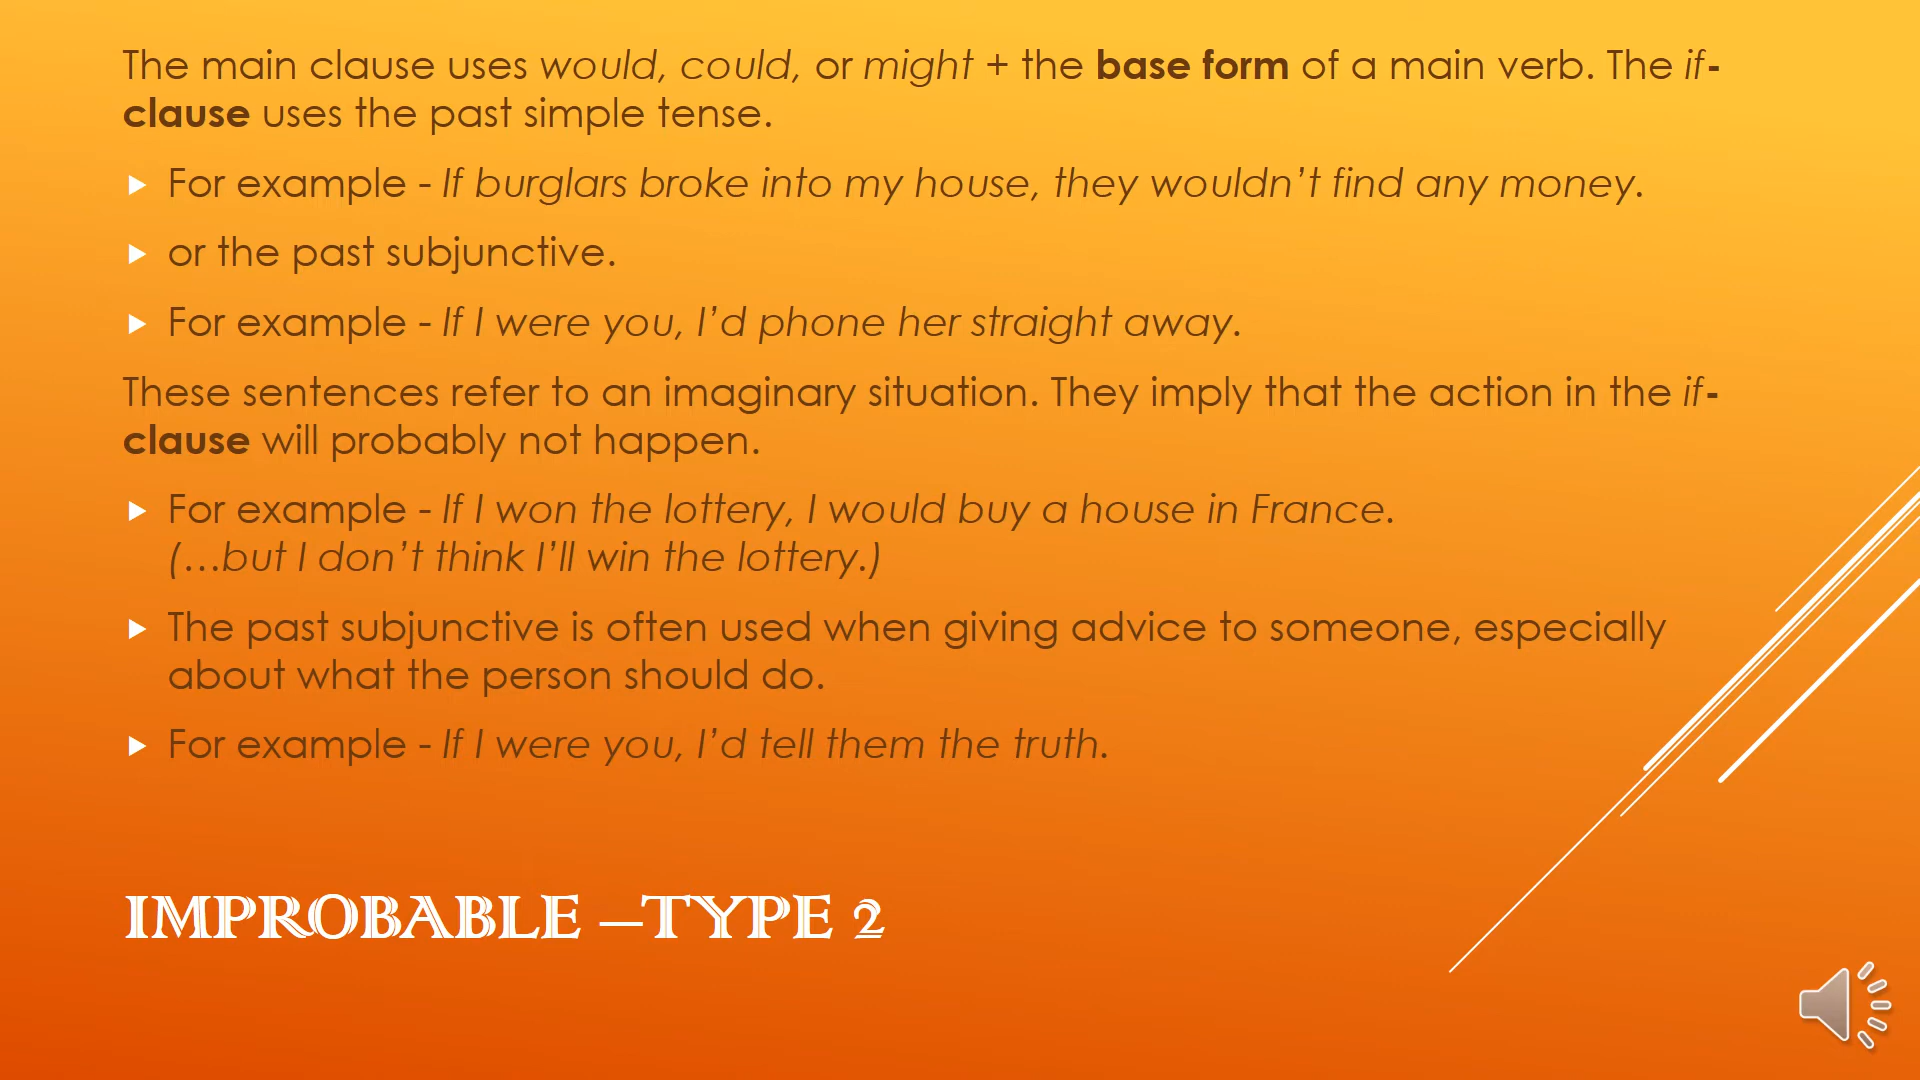 The main clause uses would, could, or might + the base form of a main verb. The if-
clause uses the past simple tense.
For example - If burglars broke into my house, they wouldn’t find any money.
or the past subjunctive.
For example - If I were you, I’d phone her straight away.
These sentences refer to an imaginary situation. They imply that the action in the if-
clause will probably not happen.
For example - If I won the lottery, I would buy a house in France.
(…but I don’t think I’ll win the lottery.)
The past subjunctive is often used when giving advice to someone, especially
about what the person should do.
For example - If I were you, I’d tell them the truth.
IMPROBABLE –TYPE 2